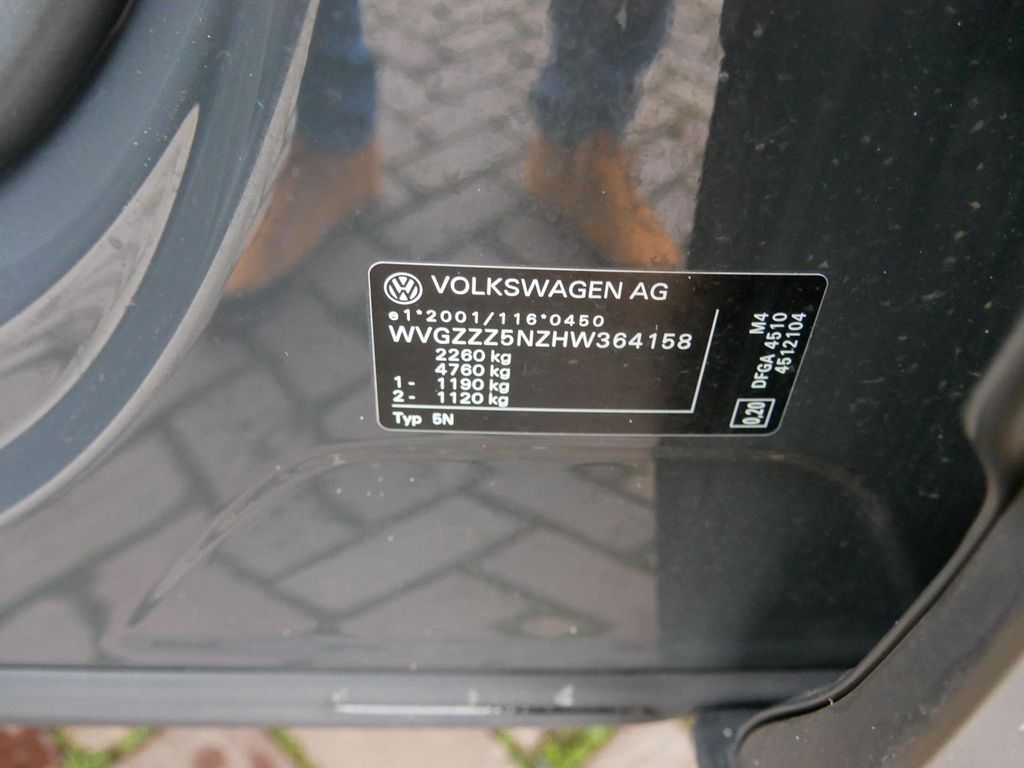 VOLKSWAGEN AG
e1*2001/116*0450
WVGZZZ5NZHW364158
2260 kg
4760 kg
1- 1190 kg
2- 1120 kg
Typ 5N
0,20
DFGA 4510
M4
4512104